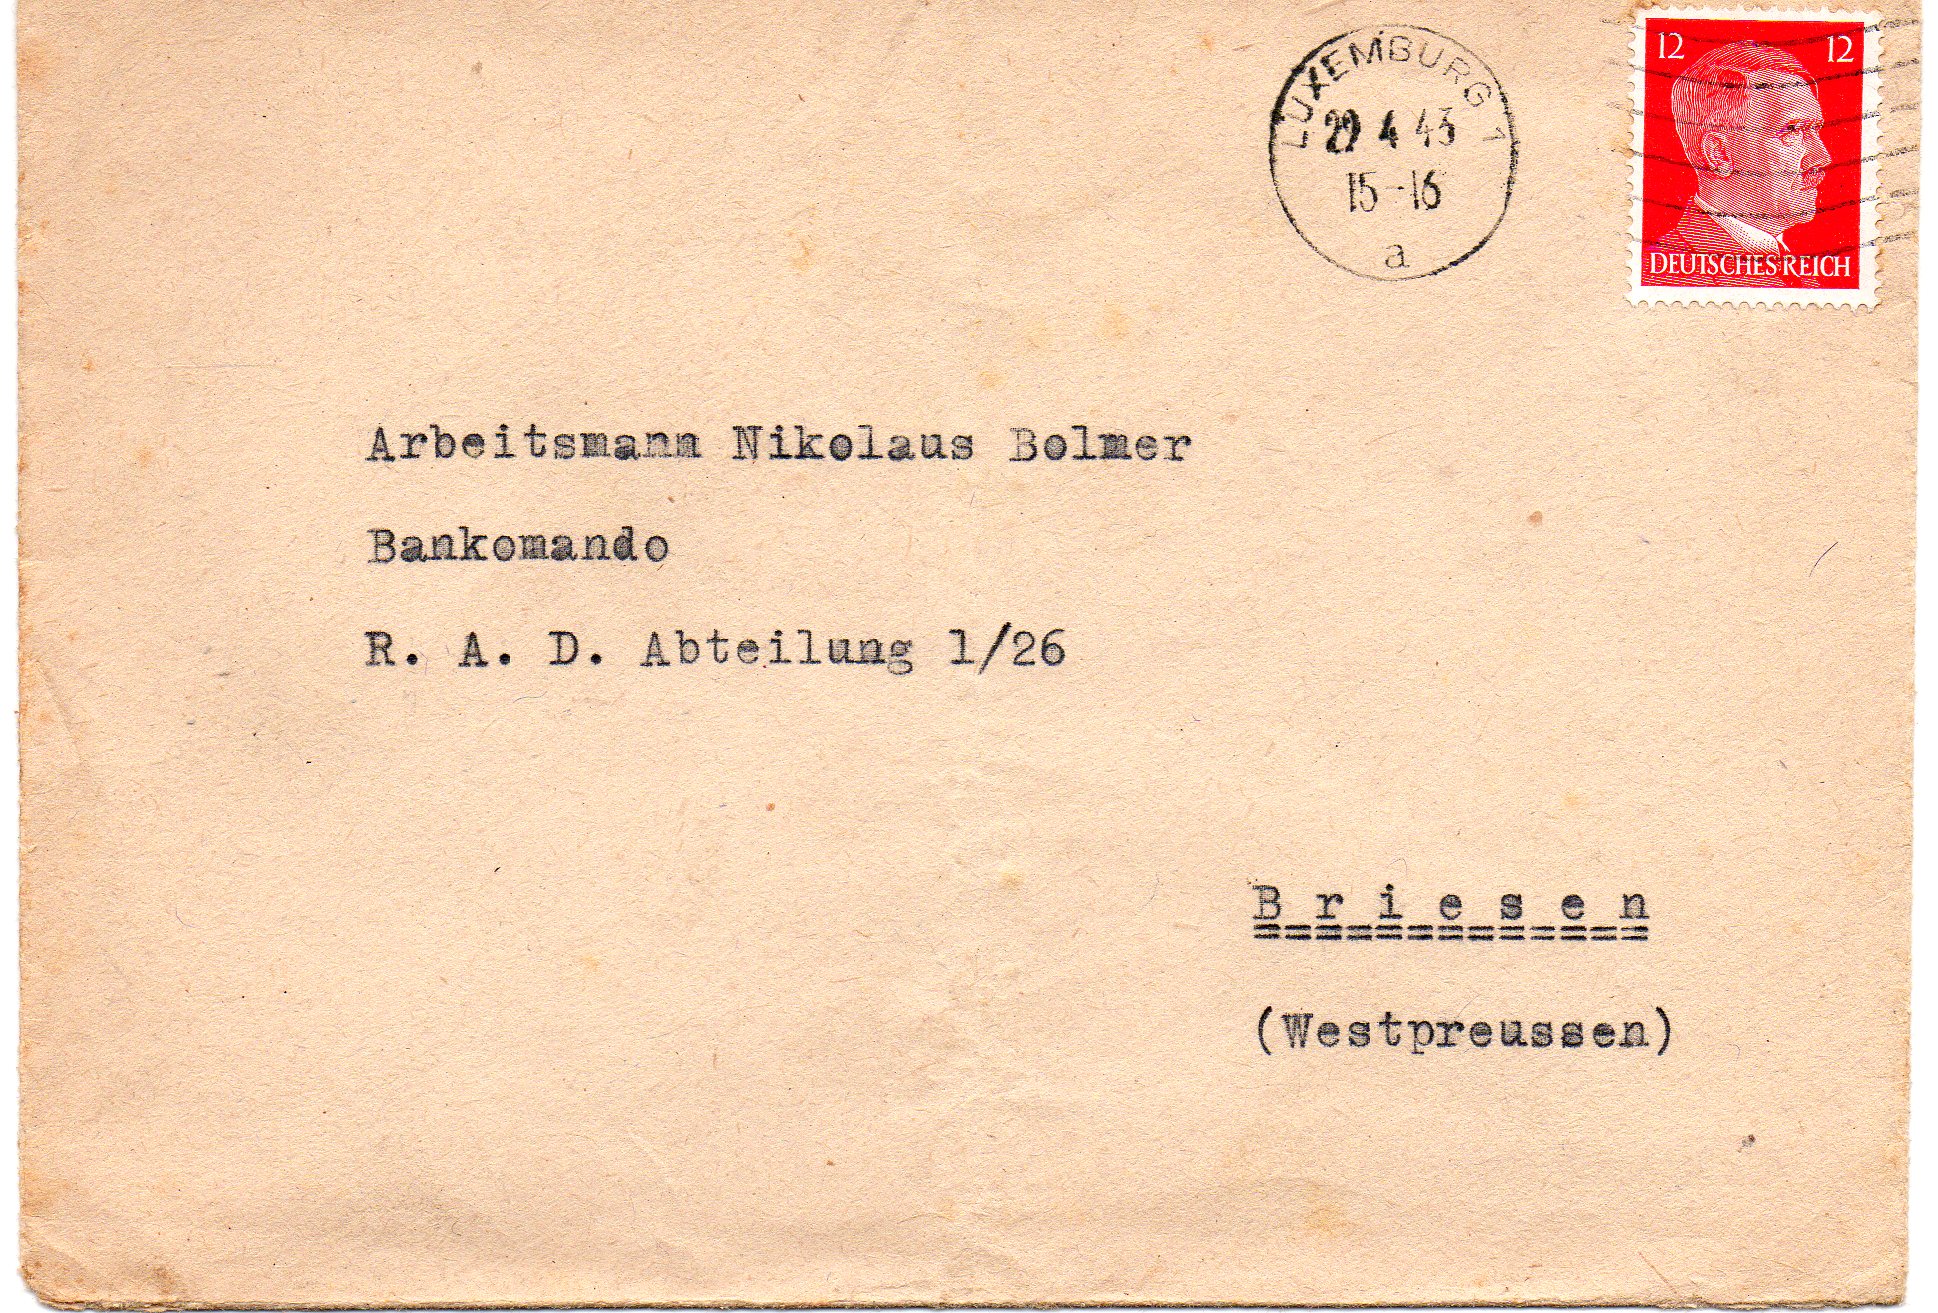 LUXEMBURG 1
22 4 43
15-16
a
12 12
DEUTSCHES REICH
Arbeitsmann Nikolaus Bolmer
Bankomando
R. A. D. Abteilung 1/26
B r i e s e n
=============
(Westpreussen)